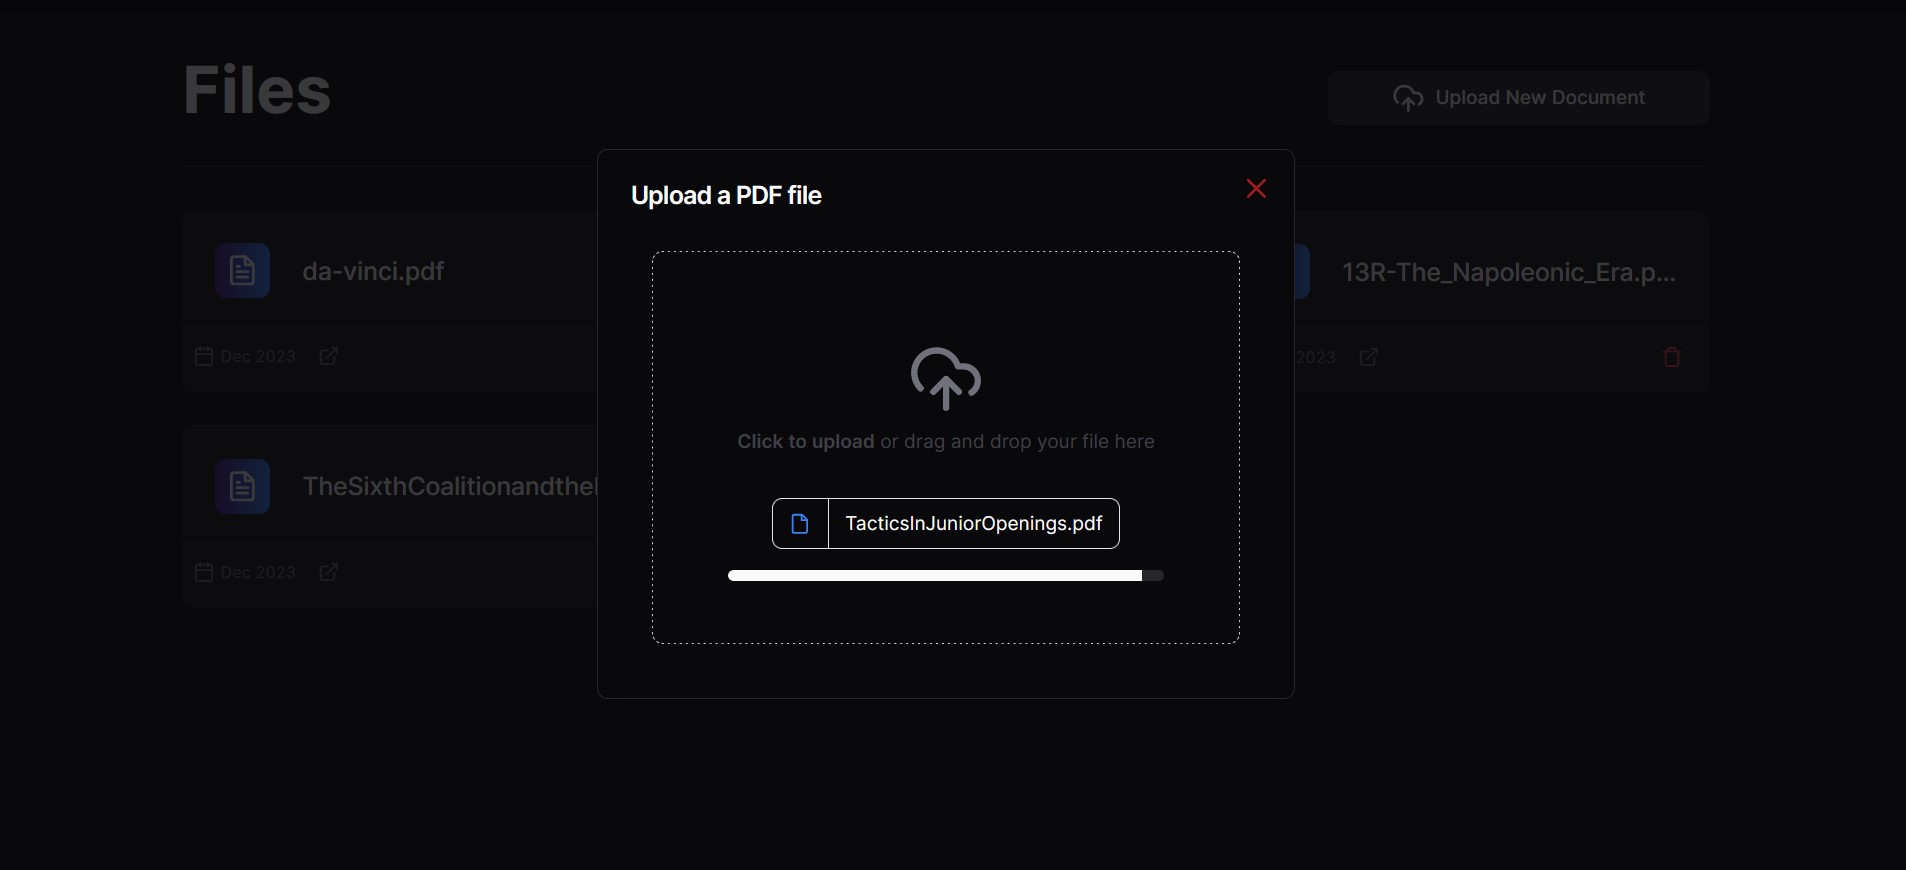 Files
Upload New Document
Upload a PDF file
da-vinci.pdf
13R-The_Napoleonic_Era.p...
Click to upload or drag and drop your file here
Dec 2023
2023
TheSixthCoalitionandthe
TacticsInJuniorOpenings.pdf
Dec 2023